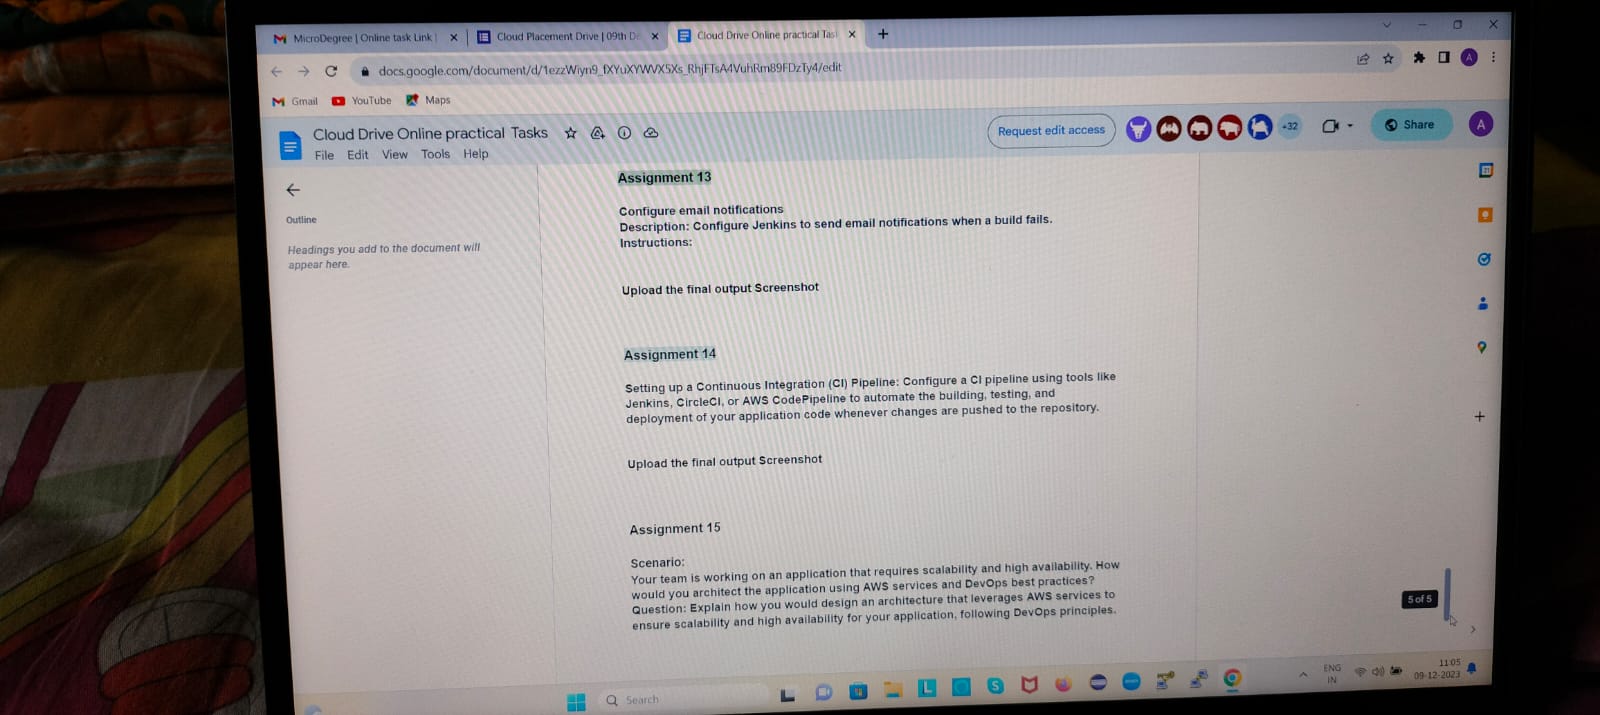 MicroDegree | Online task Link |
Cloud Placement Drive | 09th De
Cloud Drive Online practical Tas
docs.google.com/document/d/1ezzWiyn9_fXYuXYWVX5Xs_RhjFTsA4VuhRm89FDzTy4/edit
Gmail YouTube Maps
Cloud Drive Online practical Tasks
Request edit access
+32
Share
A
File Edit View Tools Help
Outline
Headings you add to the document will
appear here.
Assignment 13
Configure email notifications
Description: Configure Jenkins to send email notifications when a build fails.
Instructions:
Upload the final output Screenshot
Assignment 14
Setting up a Continuous Integration (CI) Pipeline: Configure a CI pipeline using tools like
Jenkins, CircleCI, or AWS CodePipeline to automate the building, testing, and
deployment of your application code whenever changes are pushed to the repository.
Upload the final output Screenshot
Assignment 15
Scenario:
Your team is working on an application that requires scalability and high availability. How
would you architect the application using AWS services and DevOps best practices?
Question: Explain how you would design an architecture that leverages AWS services to
ensure scalability and high availability for your application, following DevOps principles.
5 of 5
Search
ENG
IN
11:05
09-12-2023